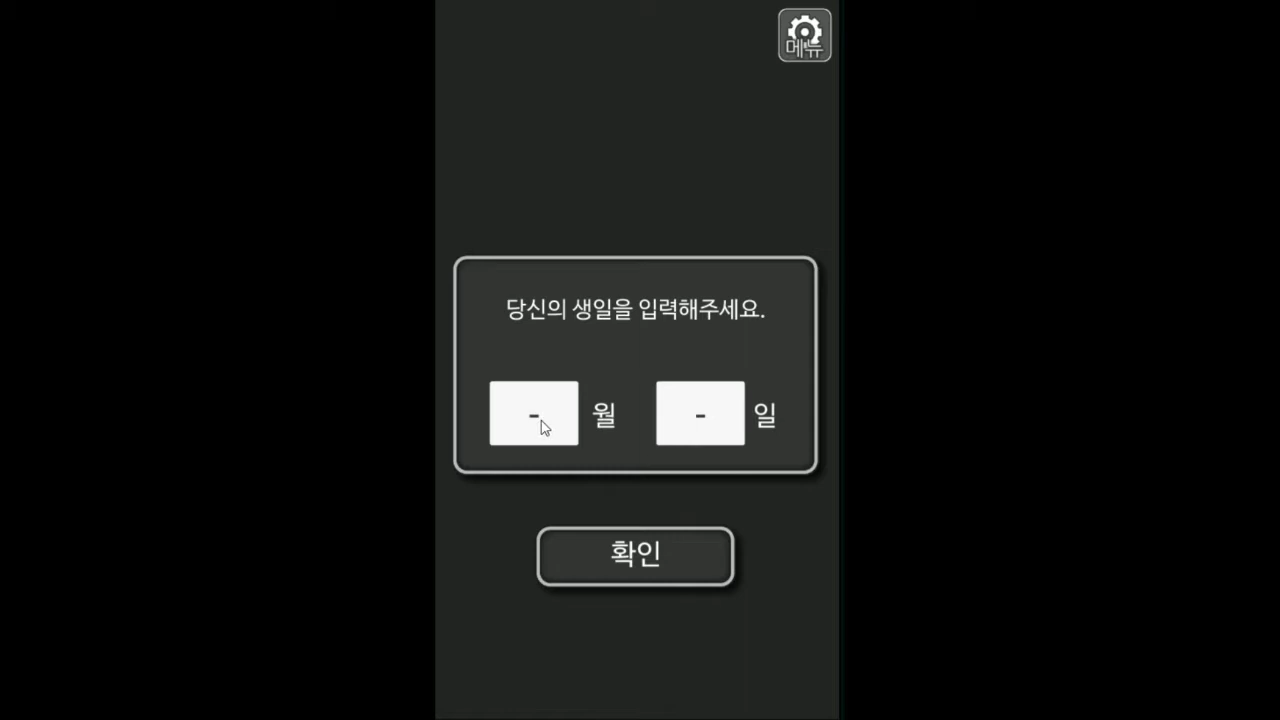 메뉴
당신의 생일을 입력해주세요.
- 월 - 일
확인